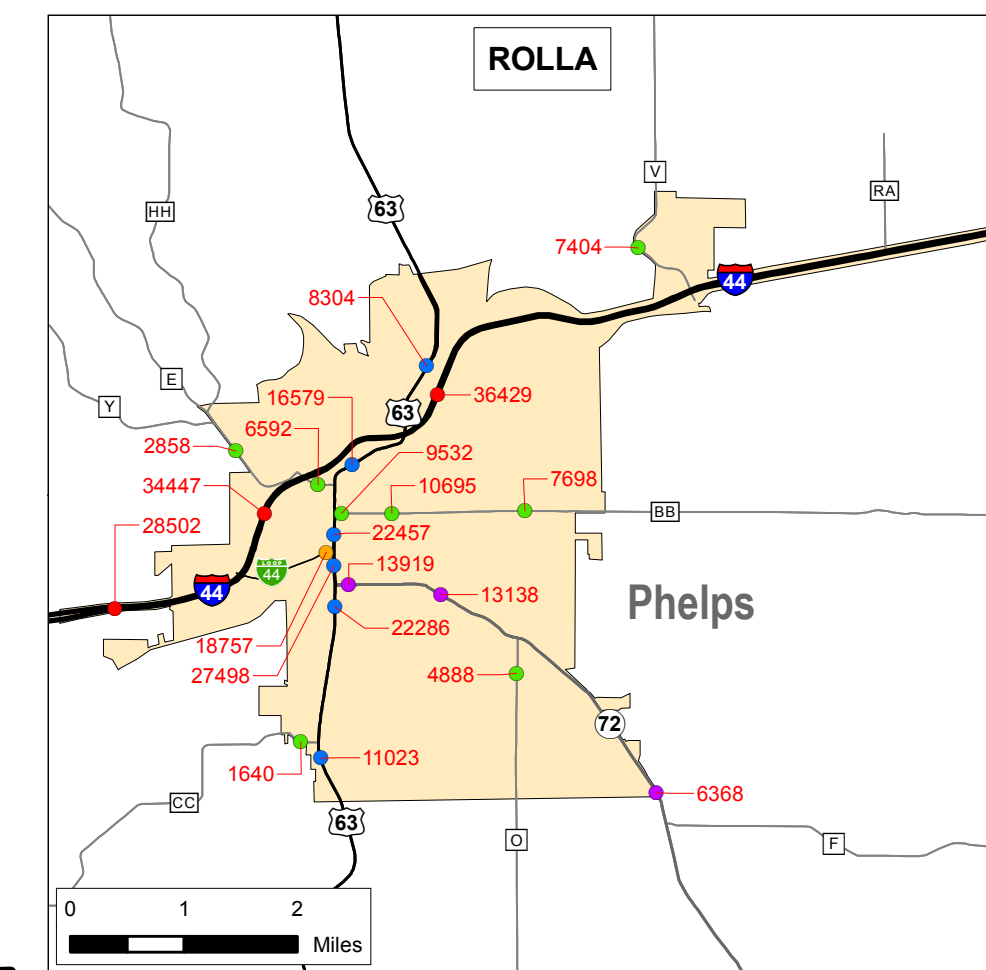 ROLLA
V
RA
HH
63
7404
44
8304
E
16579
36429
Y
63
6592
2858
9532
10695
7698
34447
BB
28502
22457
LOOP
44
13919
44
13138
Phelps
22286
18757
27498
4888
72
11023
1640
6368
CC
63
O
F
0 1 2
Miles